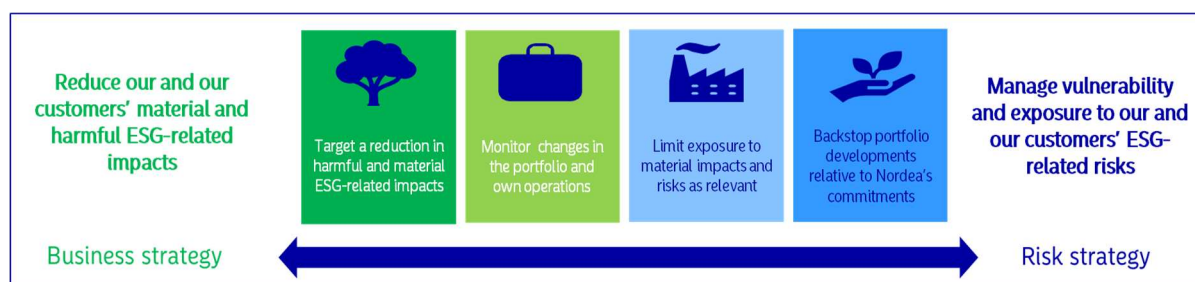 Reduce our and our
customers' material and
harmful ESG-related
impacts
Target a reduction in
harmful and material
ESG-related impacts
Monitor changes in
the portfolio and
own operations
Limit exposure to
material impacts and
risks as relevant
Backstop portfolio
developments
relative to Nordea's
commitments
Manage vulnerability
and exposure to our and
our customers' ESG-
related risks
Business strategy
Risk strategy